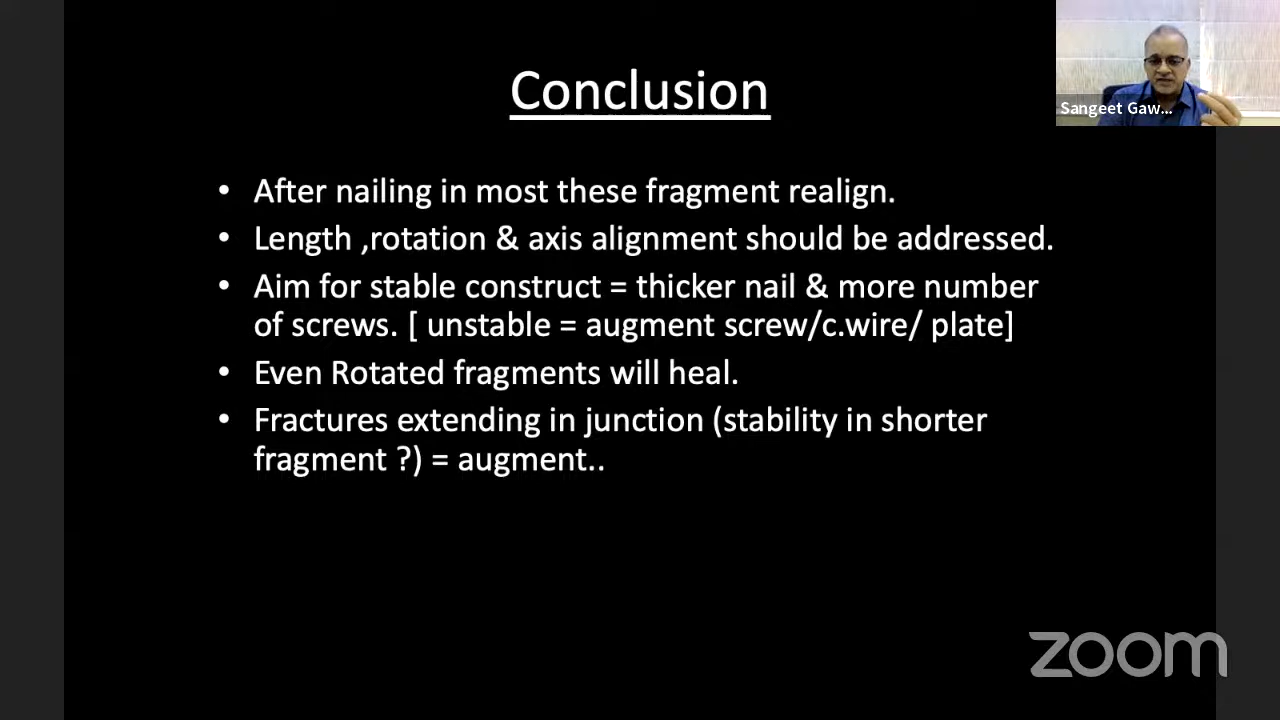 Conclusion
Sangeet Gaw...
• After nailing in most these fragment realign.
• Length ,rotation & axis alignment should be addressed.
• Aim for stable construct = thicker nail & more number
of screws. [ unstable = augment screw/c.wire/ plate]
• Even Rotated fragments will heal.
• Fractures extending in junction (stability in shorter
fragment ?) = augment..
zoom